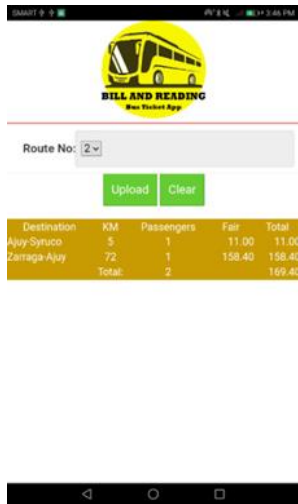 SMART 3:46 PM
BILL AND READING
Bus Ticket App
Route No: 2
Upload Clear
Destination KM Passengers Fair Total
Ajuy-Syruco 5 1 11.00 11.00
Zarraga-Ajuy 72 1 158.40 158.40
Total: 2 169.40